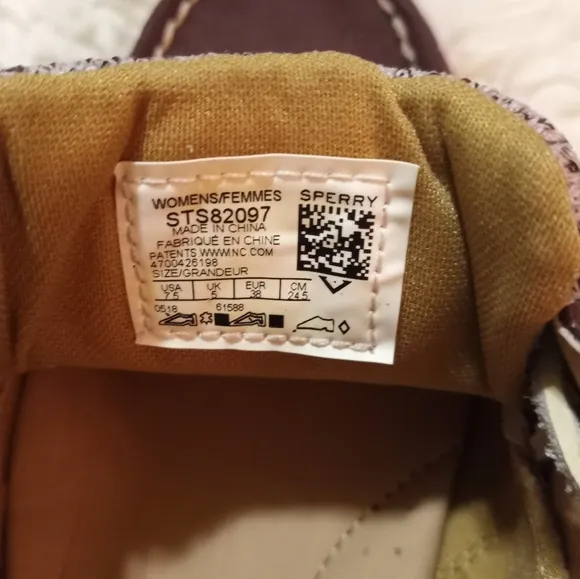 WOMENS/FEMMES
STS82097
MADE IN CHINA
FABRIQUÉ EN CHINE
PATENTS WWW.NC.COM
4700426198
SIZE/GRANDEUR
USA UK EUR CM
7.5 5 38 24.5
0518 61588
SPERRY